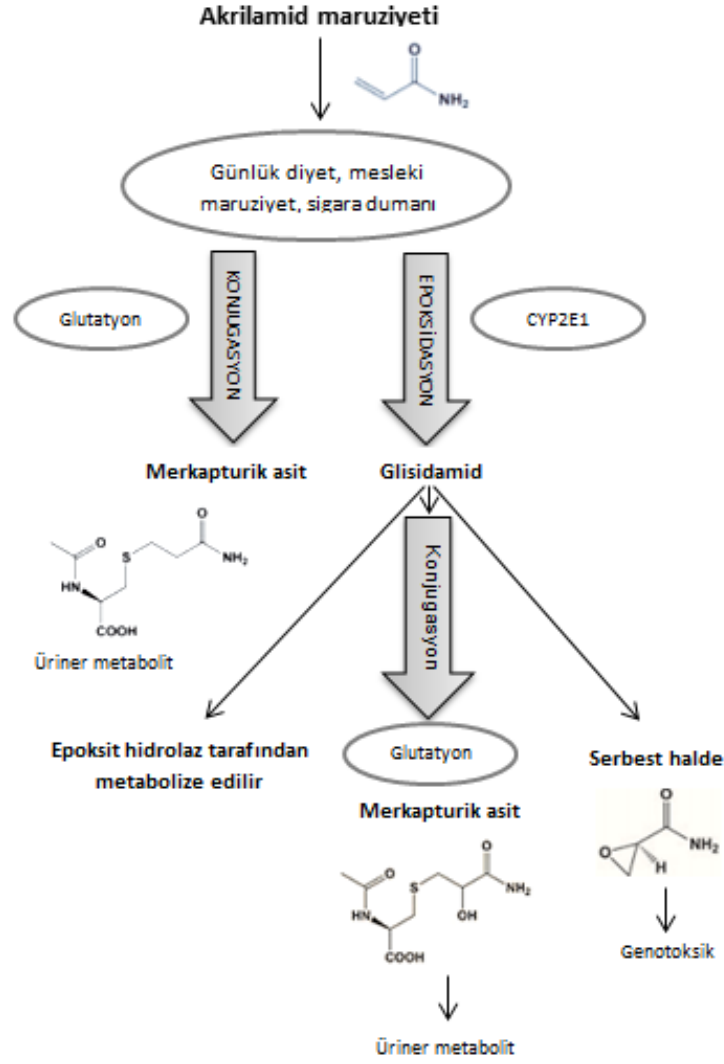 Akrilamid maruziyeti
O
NH₂
Günlük diyet, mesleki
maruziyet, sigara dumanı
KONJUGASYON
EPOKSİDASYON
Glutatyon
CYP2E1
Merkapturik asit
Glisidamid
O
O
S
NH₂
HN
COOH
Üriner metabolit
Konjugasyon
Epoksit hidrolaz tarafından
metabolize edilir
Glutatyon
Serbest halde
Merkapturik asit
O
O
NH₂
H
O
O
S
NH₂
HN
OH
COOH
Genotoksik
Üriner metabolit